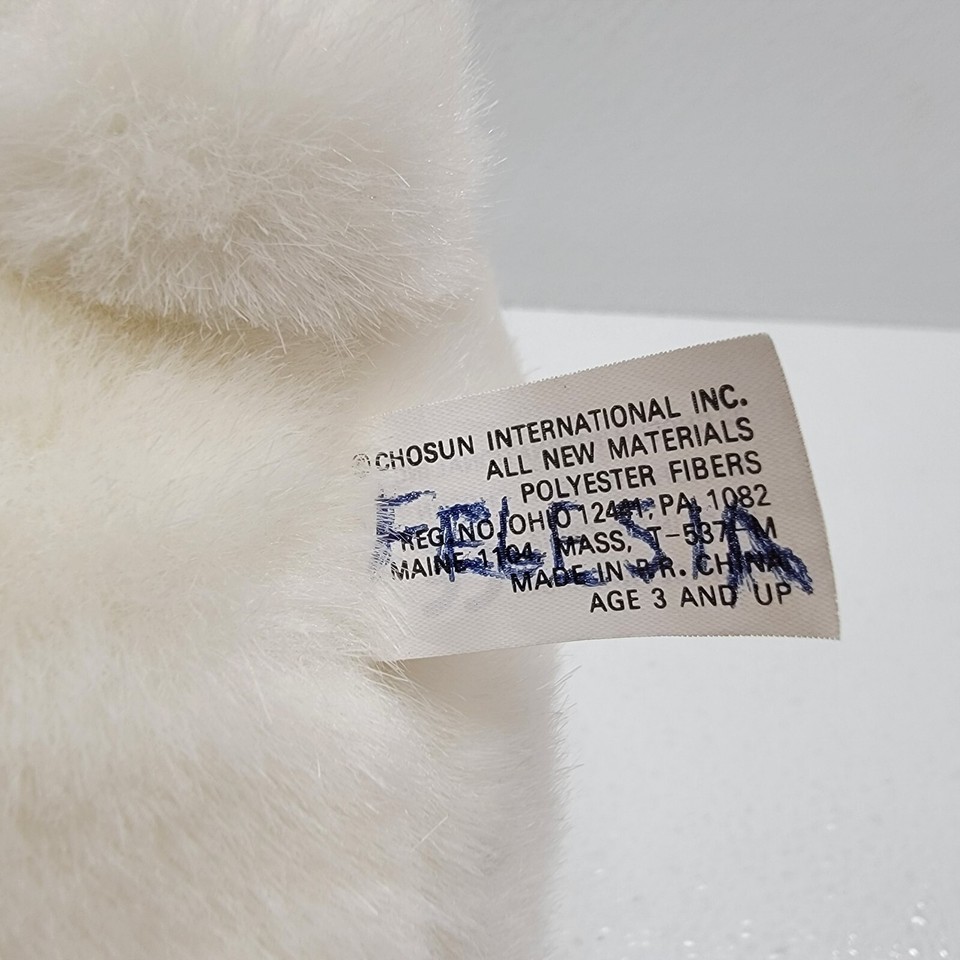 © CHOSUN INTERNATIONAL INC.
ALL NEW MATERIALS
POLYESTER FIBERS
REG. NO. OHIO 12441, PA. 1082
MAINE 1104 MASS, T-537 M
MADE IN P.R. CHINA
AGE 3 AND UP
FELESIA